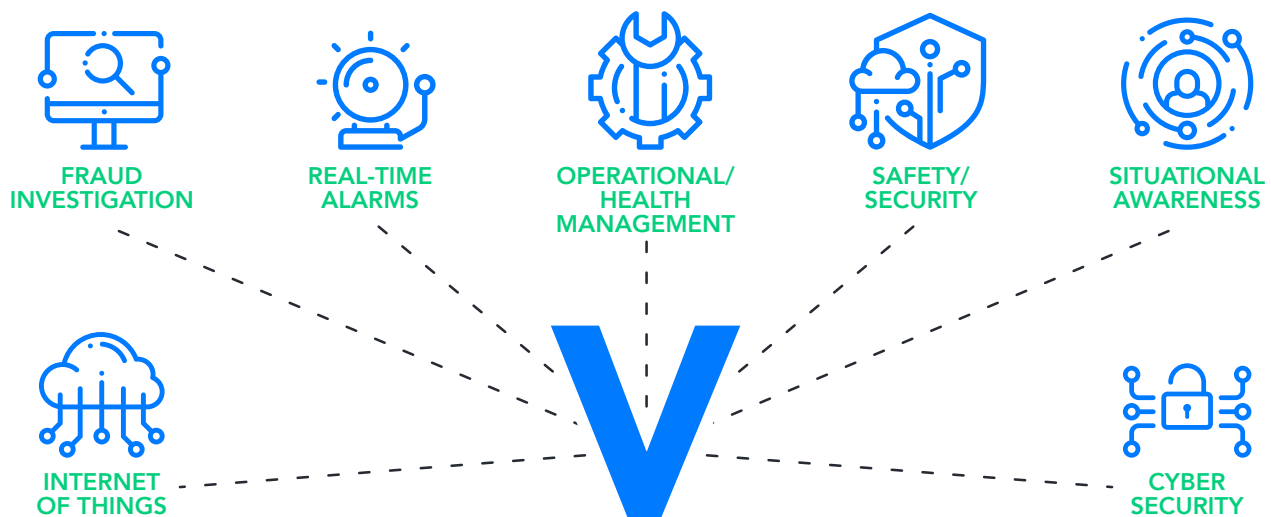 FRAUD
INVESTIGATION
REAL-TIME
ALARMS
OPERATIONAL/
HEALTH
MANAGEMENT
SAFETY/
SECURITY
SITUATIONAL
AWARENESS
INTERNET
OF THINGS
V
CYBER
SECURITY